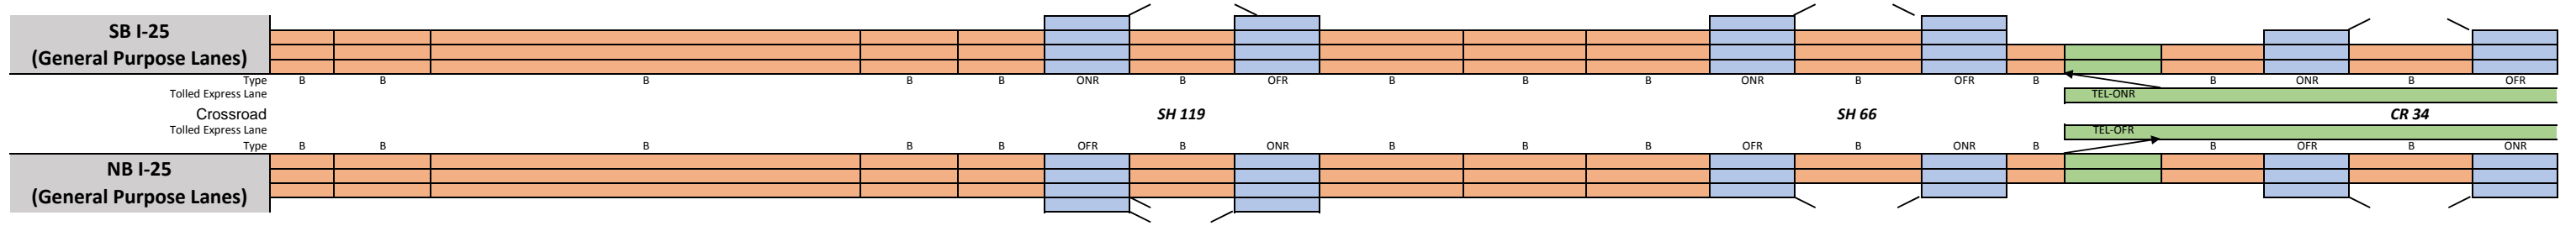 SB I-25
(General Purpose Lanes)
Type B B B B B ONR B OFR B B B ONR B OFR B B ONR B OFR
Tolled Express Lane TEL-ONR
Crossroad SH 119 SH 66 CR 34
Tolled Express Lane TEL-OFR
Type B B B B B OFR B ONR B B B OFR B ONR B B OFR B ONR
NB I-25
(General Purpose Lanes)